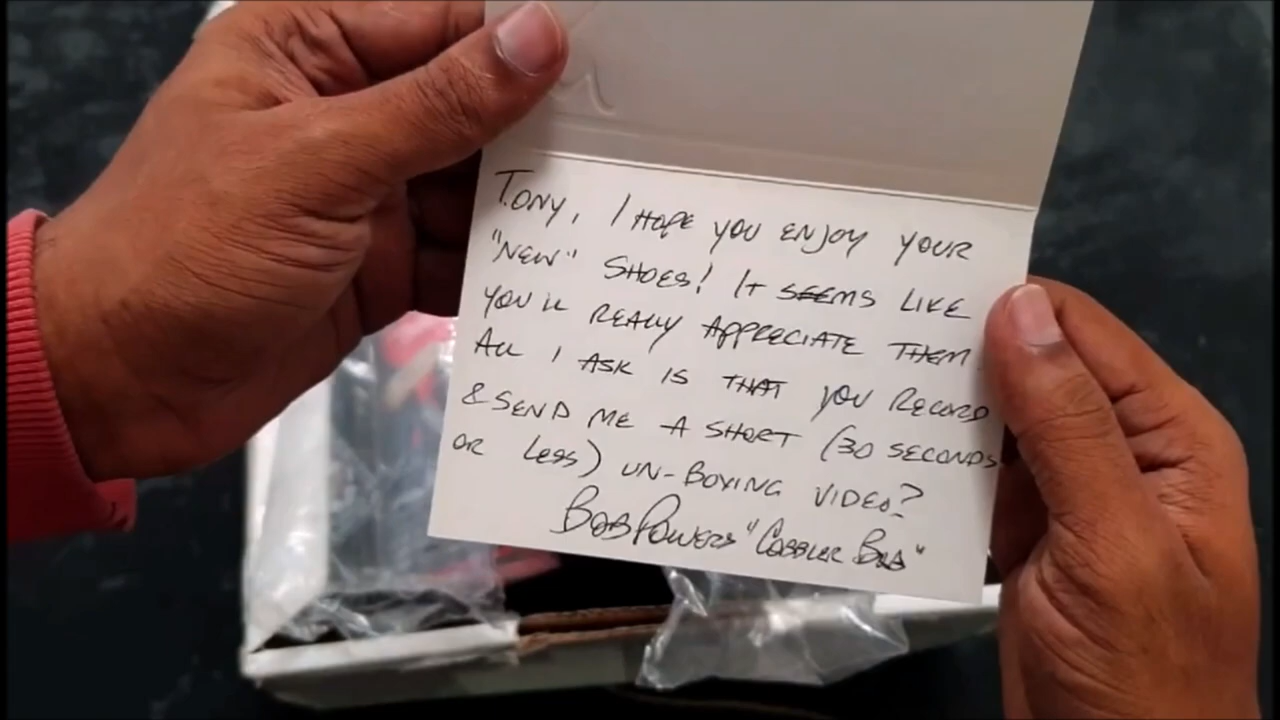 TONY, I HOPE YOU ENJOY YOUR
"NEW" SHOES! IT SEEMS LIKE
YOU'LL REALLY APPRECIATE THEM
ALL I ASK IS THAT YOU RECORD
& SEND ME A SHORT (30 SECONDS
OR LESS) UN-BOXING VIDEO?
BOB POWERS "COBBLER BOB"